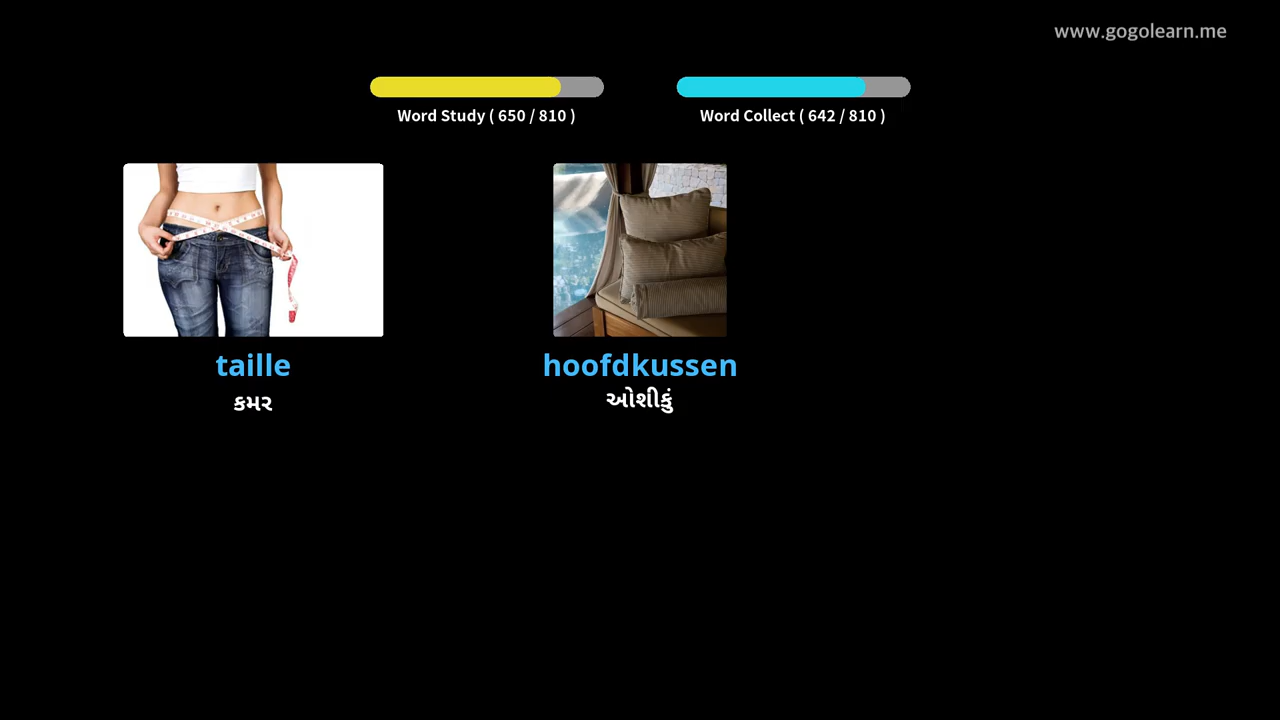 www.gogolearn.me
Word Study ( 650 / 810 )
Word Collect ( 642 / 810 )
taille
કમર
hoofdkussen
ઓશીકું